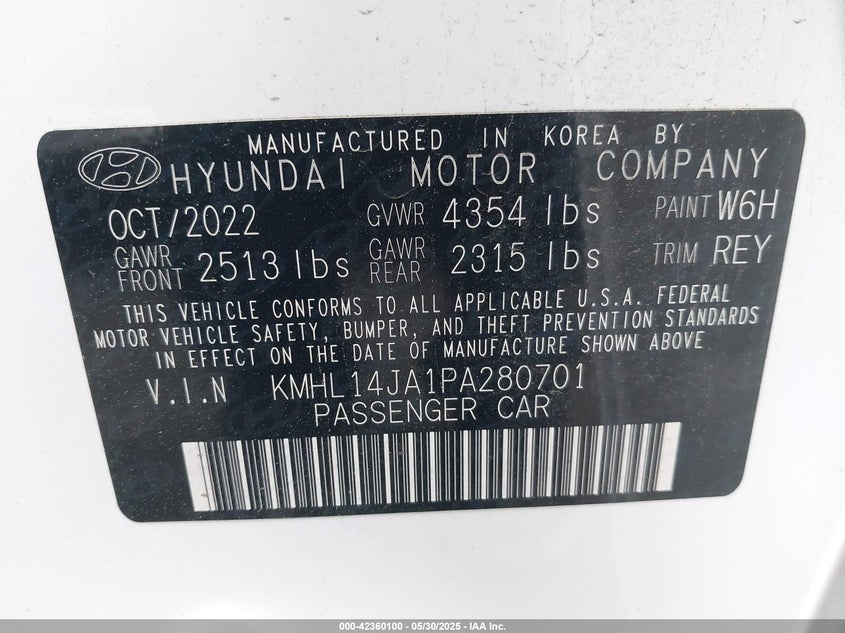 MANUFACTURED IN KOREA BY
HYUNDAI MOTOR COMPANY
OCT/2022 GVWR 4354 lbs PAINT W6H
GAWR FRONT 2513 lbs GAWR REAR 2315 lbs TRIM REY
THIS VEHICLE CONFORMS TO ALL APPLICABLE U.S.A. FEDERAL
MOTOR VEHICLE SAFETY, BUMPER, AND THEFT PREVENTION STANDARDS
IN EFFECT ON THE DATE OF MANUFACTURE SHOWN ABOVE
V.I.N KMHL14JA1PA280701
PASSENGER CAR
000-42360100 — 05/30/2025 — IAA Inc.